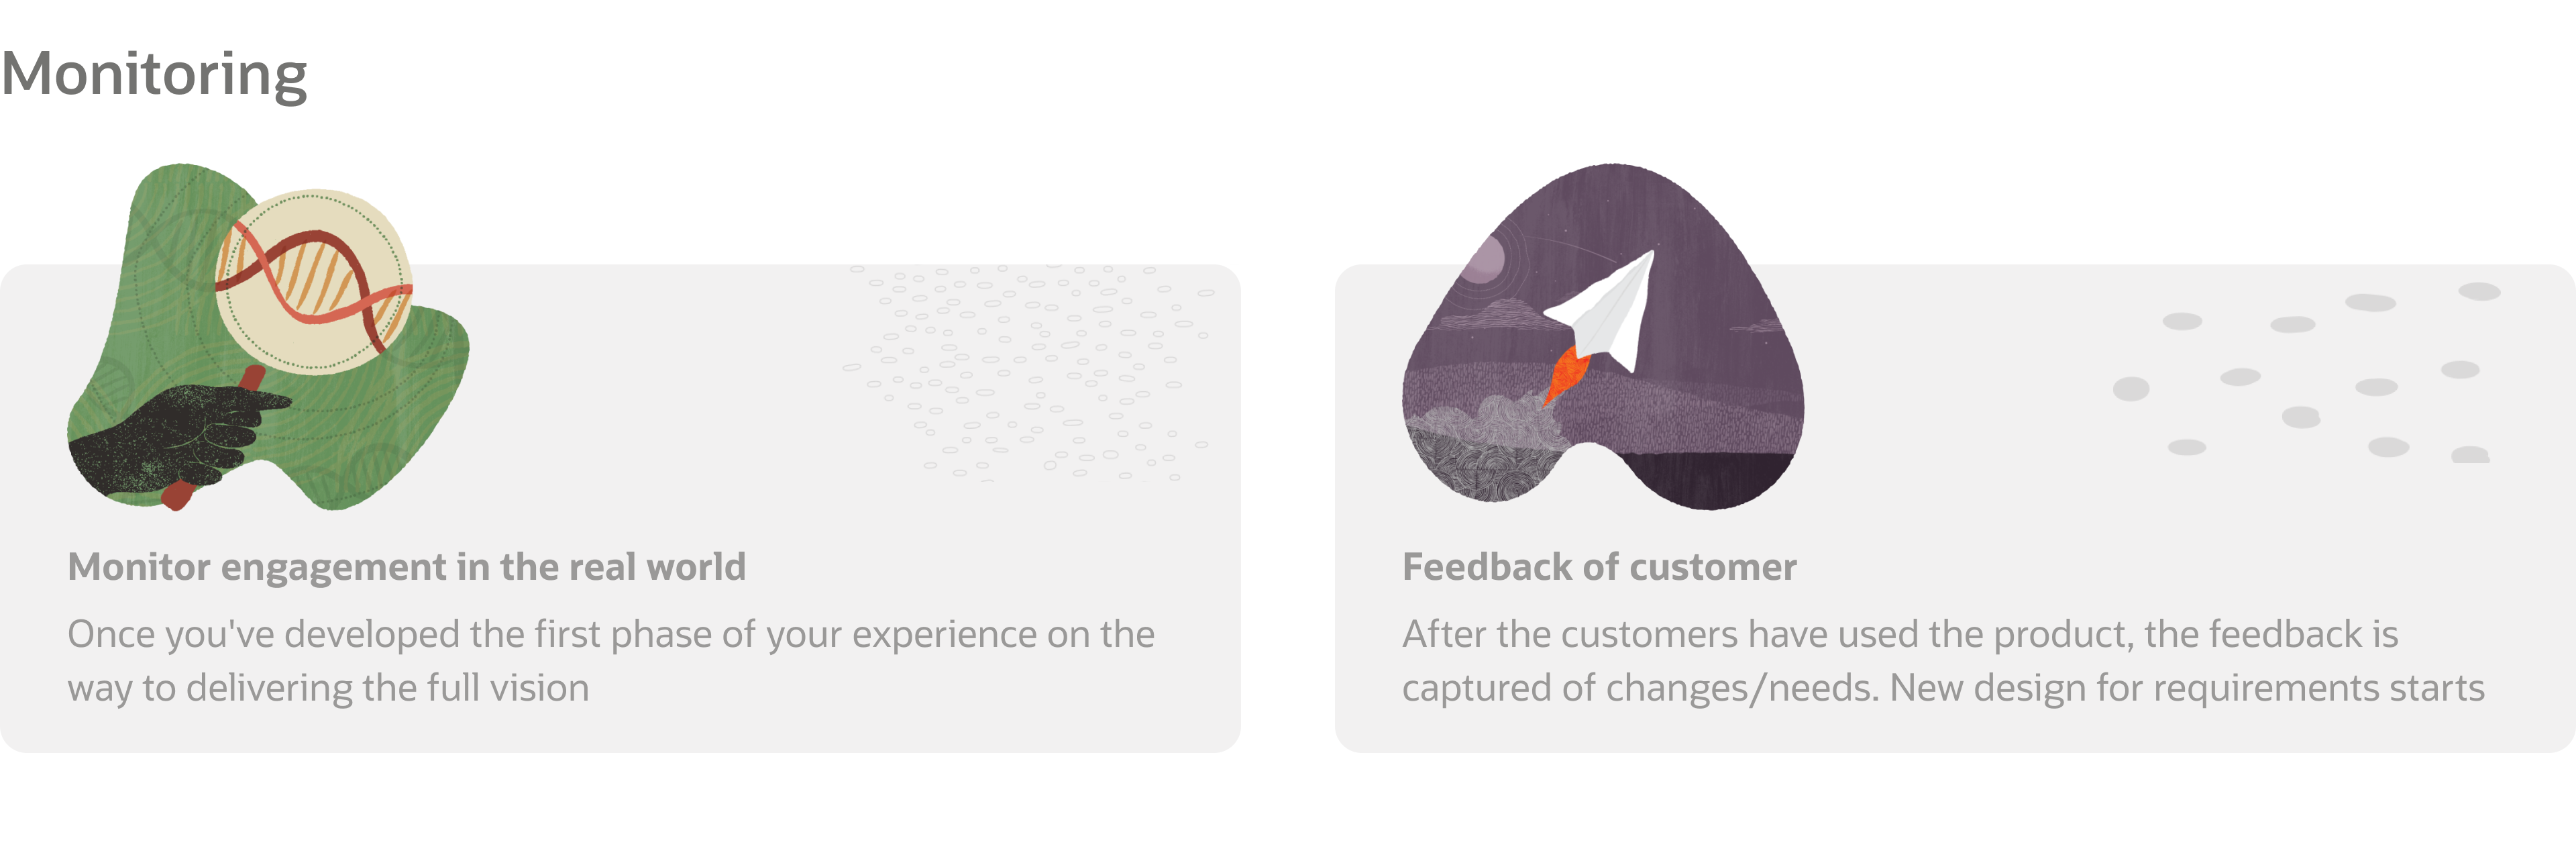 Monitoring
Monitor engagement in the real world
Once you've developed the first phase of your experience on the
way to delivering the full vision
Feedback of customer
After the customers have used the product, the feedback is
captured of changes/needs. New design for requirements starts